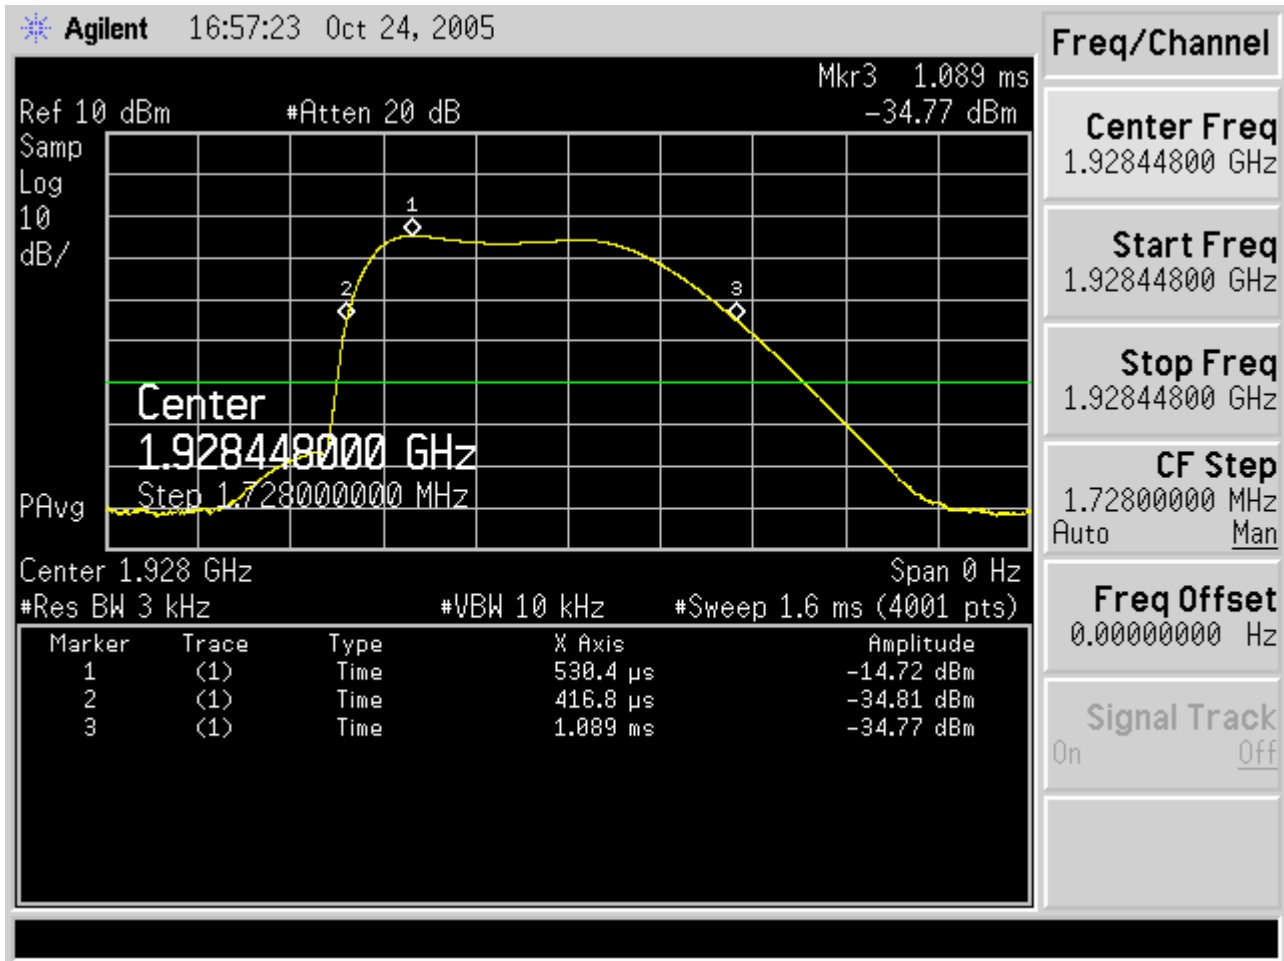 Agilent 16:57:23 Oct 24, 2005
Mkr3 1.089 ms
Ref 10 dBm #Atten 20 dB -34.77 dBm
Samp
Log
10
dB/
1
2
3
Center
1.928448000 GHz
Step 1.728000000 MHz
PAvg
Center 1.928 GHz Span 0 Hz
#Res BW 3 kHz #VBW 10 kHz #Sweep 1.6 ms (4001 pts)
Marker Trace Type X Axis Amplitude
1 (1) Time 530.4 µs -14.72 dBm
2 (1) Time 416.8 µs -34.81 dBm
3 (1) Time 1.089 ms -34.77 dBm
Freq/Channel
Center Freq
1.92844800 GHz
Start Freq
1.92844800 GHz
Stop Freq
1.92844800 GHz
CF Step
1.72800000 MHz
Auto Man
Freq Offset
0.00000000 Hz
Signal Track
On Off